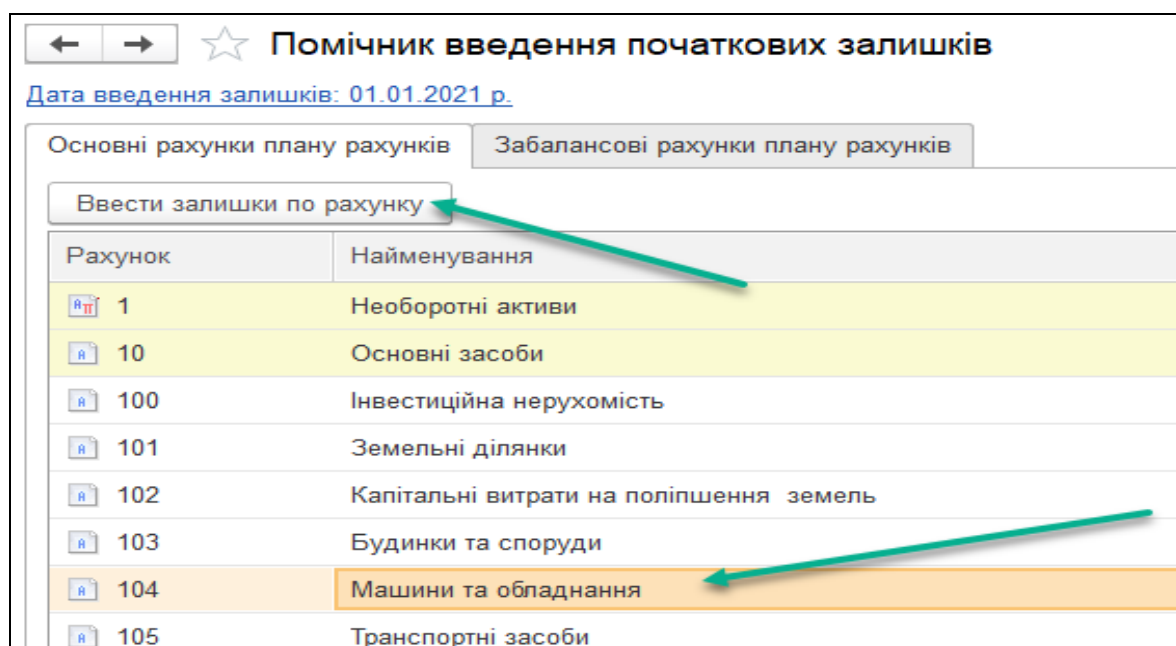 Помічник введення початкових залишків
Дата введення залишків: 01.01.2021 р.
Основні рахунки плану рахунків Забалансові рахунки плану рахунків
Ввести залишки по рахунку
Рахунок Найменування
1 Необоротні активи
10 Основні засоби
100 Інвестиційна нерухомість
101 Земельні ділянки
102 Капітальні витрати на поліпшення земель
103 Будинки та споруди
104 Машини та обладнання
105 Транспортні засоби